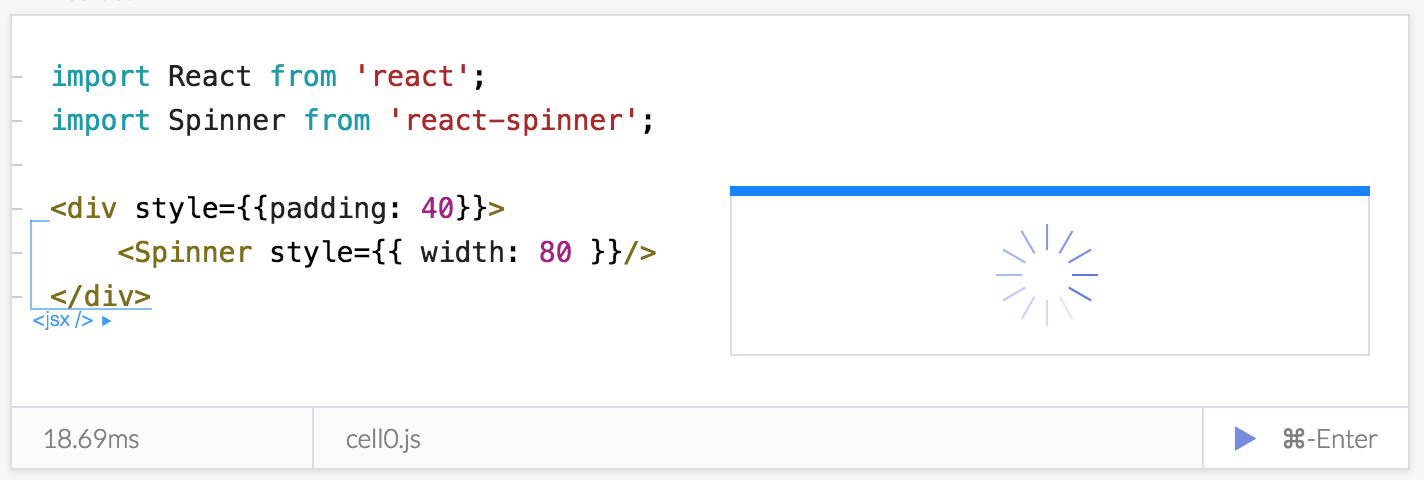 import React from 'react';
import Spinner from 'react-spinner';
<div style={{padding: 40}}>
    <Spinner style={{ width: 80 }}/>
</div>
<jsx /> ▸
18.69ms
cell0.js
⌘-Enter